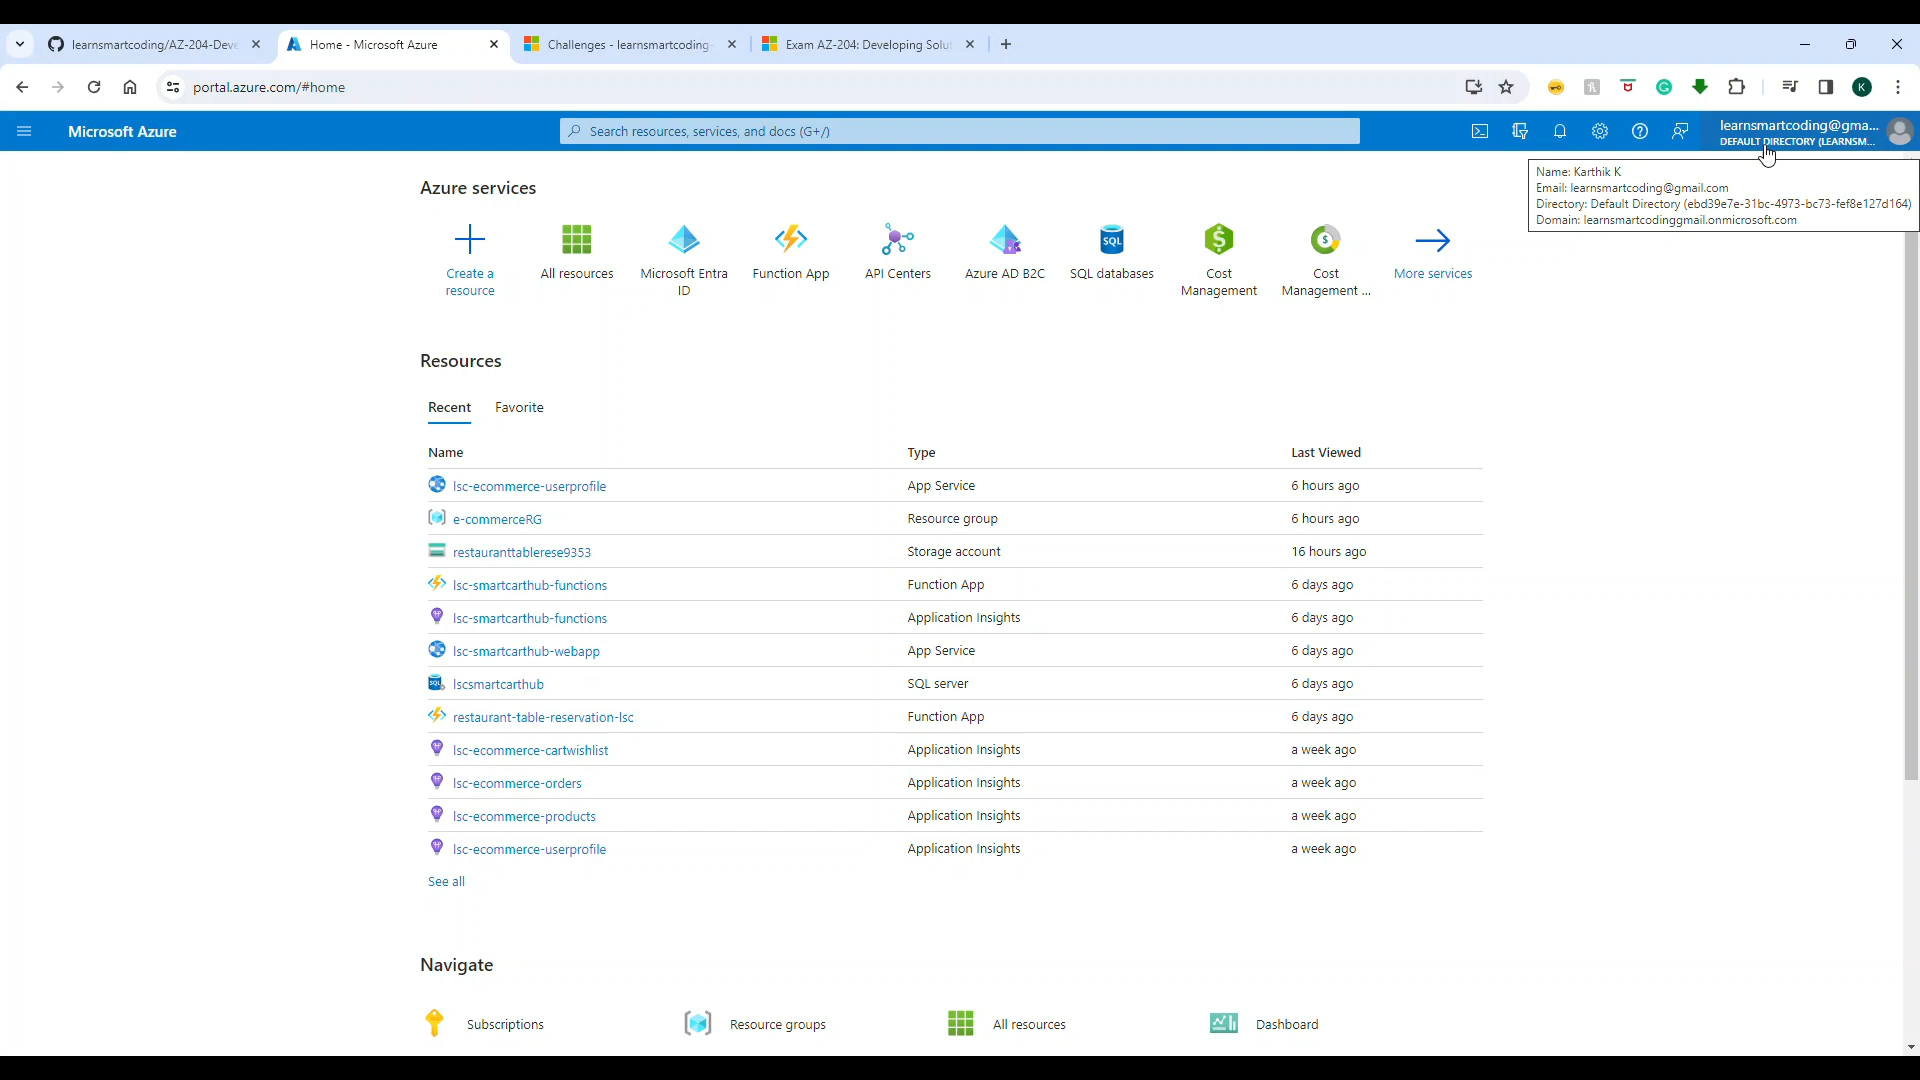 learnsmartcoding/AZ-204-Deve
Home - Microsoft Azure
Challenges - learnsmartcoding-
Exam AZ-204: Developing Solut
portal.azure.com/#home
K
Microsoft Azure
Search resources, services, and docs (G+/)
learnsmartcoding@gma...
DEFAULT DIRECTORY (LEARNSM...
Name: Karthik K
Email: learnsmartcoding@gmail.com
Directory: Default Directory (ebd39e7e-31bc-4973-bc73-fef8e127d164)
Domain: learnsmartcodinggmail.onmicrosoft.com
Azure services
Create a resource
All resources
Microsoft Entra ID
Function App
API Centers
Azure AD B2C
SQL
SQL databases
Cost Management
Cost Management ...
More services
Resources
Recent Favorite
Name Type Last Viewed
lsc-ecommerce-userprofile App Service 6 hours ago
e-commerceRG Resource group 6 hours ago
restauranttablerese9353 Storage account 16 hours ago
lsc-smartcarthub-functions Function App 6 days ago
lsc-smartcarthub-functions Application Insights 6 days ago
lsc-smartcarthub-webapp App Service 6 days ago
lscsmartcarthub SQL server 6 days ago
restaurant-table-reservation-lsc Function App 6 days ago
lsc-ecommerce-cartwishlist Application Insights a week ago
lsc-ecommerce-orders Application Insights a week ago
lsc-ecommerce-products Application Insights a week ago
lsc-ecommerce-userprofile Application Insights a week ago
See all
Navigate
Subscriptions Resource groups All resources Dashboard